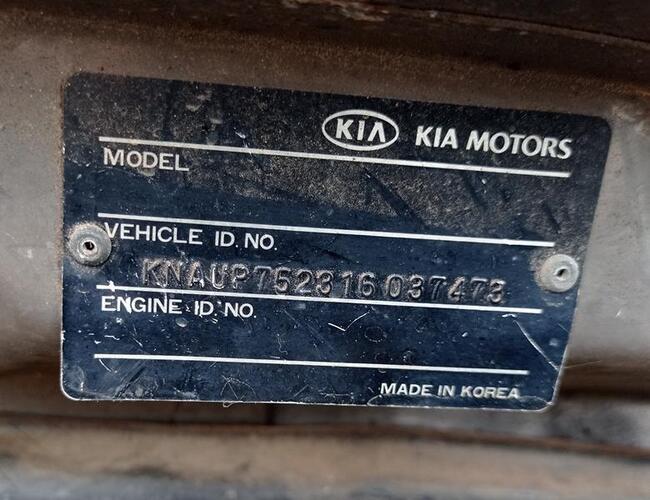 KIA KIA MOTORS
MODEL
VEHICLE ID. NO.
KNAUP752316037473
ENGINE ID. NO.
MADE IN KOREA